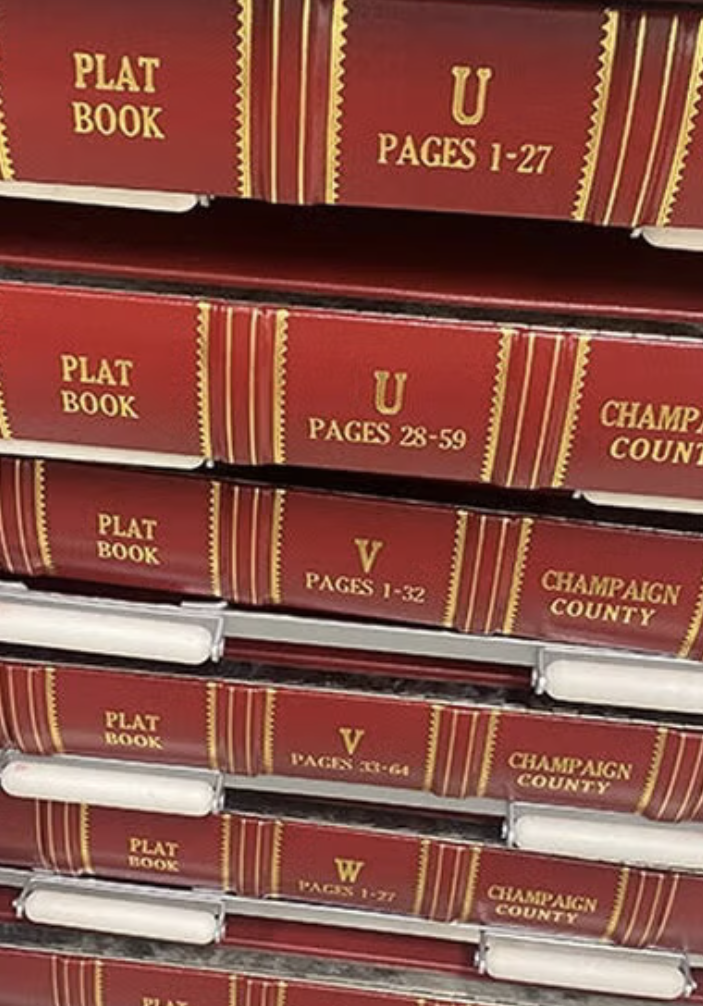 PLAT
BOOK
U
PAGES 1-27
PLAT
BOOK
U
PAGES 28-59
CHAMPA
COUNT
PLAT
BOOK
V
PAGES 1-32
CHAMPAIGN
COUNTY
PLAT
BOOK
V
PAGES 33-64
CHAMPAIGN
COUNTY
PLAT
BOOK
W
PAGES 1-27
CHAMPAIGN
COUNTY
PLAT